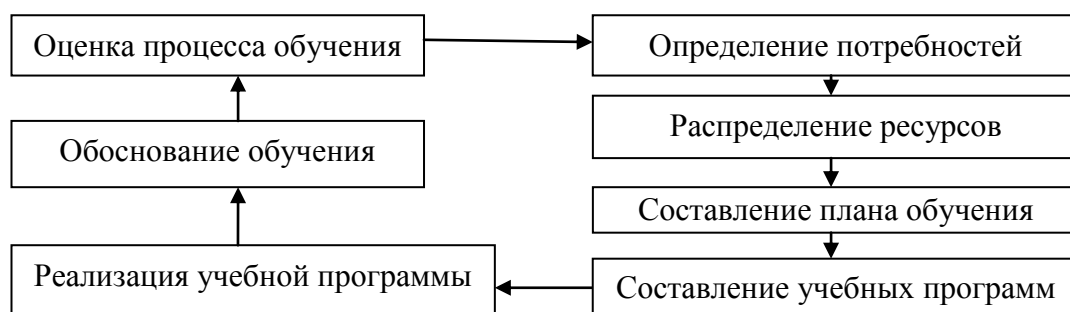 Оценка процесса обучения
Определение потребностей
Распределение ресурсов
Обоснование обучения
Составление плана обучения
Реализация учебной программы
Составление учебных программ